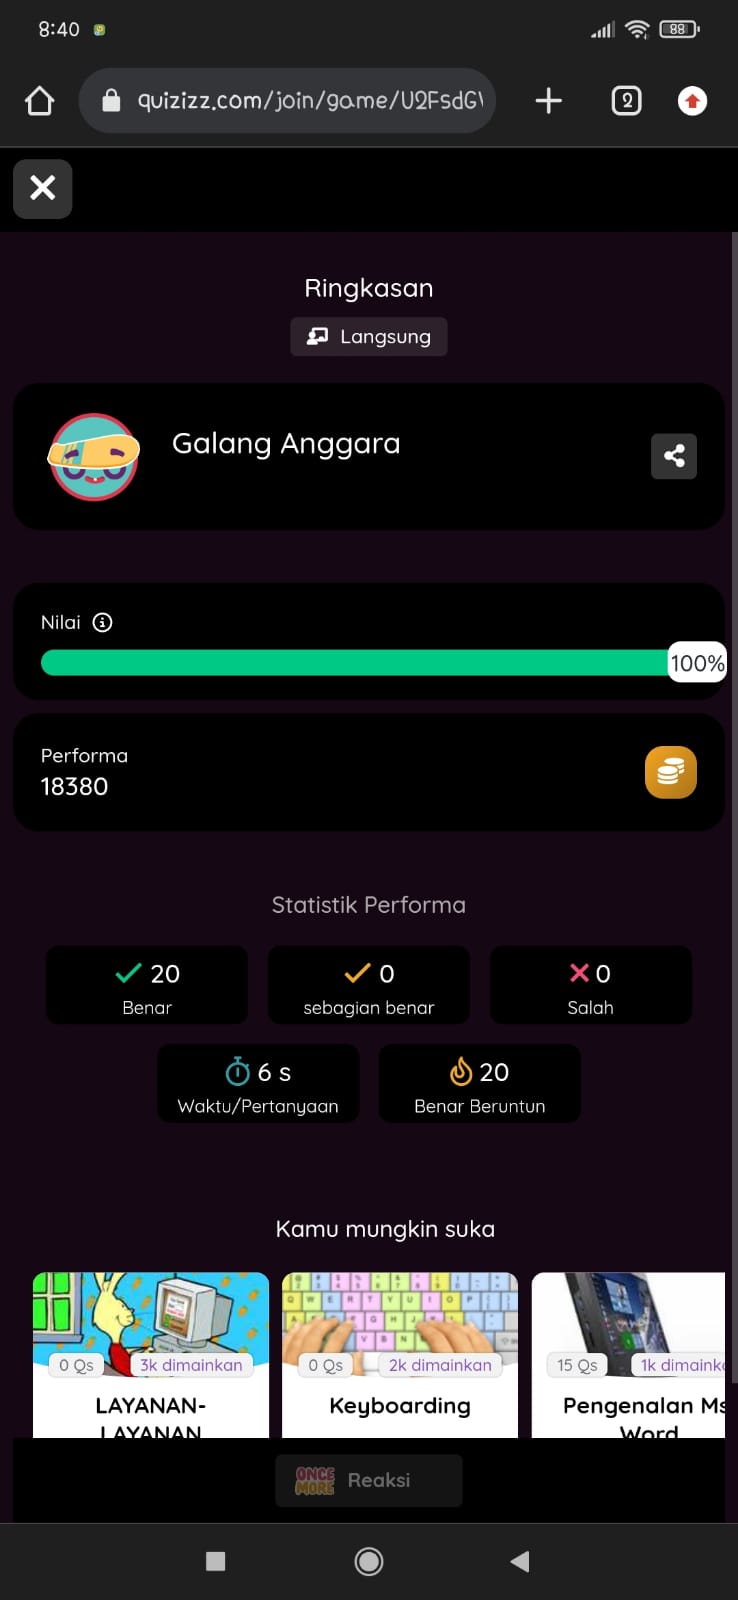 8:40
88
quizizz.com/join/game/U2FsdGV
2
Ringkasan
Langsung
Galang Anggara
Nilai
100%
Performa
18380
Statistik Performa
20
Benar
0
sebagian benar
0
Salah
6 s
Waktu/Pertanyaan
20
Benar Beruntun
Kamu mungkin suka
0 Qs
3k dimainkan
LAYANAN-
LAYANAN
0 Qs
2k dimainkan
Keyboarding
15 Qs
1k dimaink
Pengenalan Ms
Word
ONCE
MORE
Reaksi